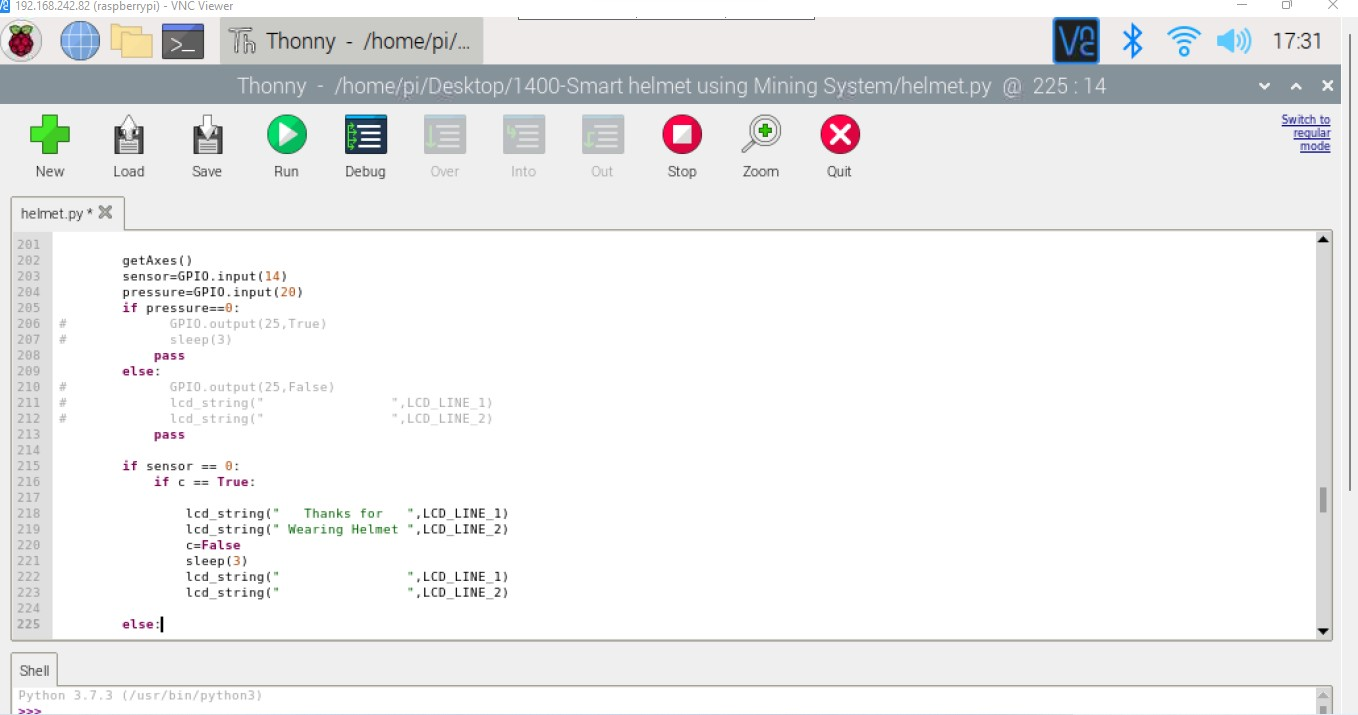 192.168.242.82 (raspberrypi) - VNC Viewer
Thonny - /home/pi/...
17:31
Thonny - /home/pi/Desktop/1400-Smart helmet using Mining System/helmet.py @ 225 : 14
New Load Save Run Debug Over Into Out Stop Zoom Quit
Switch to
regular
mode
helmet.py *
201
202         getAxes()
203         sensor=GPIO.input(14)
204         pressure=GPIO.input(20)
205         if pressure==0:
206 #             GPIO.output(25,True)
207 #             sleep(3)
208             pass
209         else:
210 #             GPIO.output(25,False)
211 #             lcd_string("                ",LCD_LINE_1)
212 #             lcd_string("                ",LCD_LINE_2)
213             pass
214
215         if sensor == 0:
216             if c == True:
217
218                 lcd_string("   Thanks for   ",LCD_LINE_1)
219                 lcd_string(" Wearing Helmet ",LCD_LINE_2)
220                 c=False
221                 sleep(3)
222                 lcd_string("                ",LCD_LINE_1)
223                 lcd_string("                ",LCD_LINE_2)
224
225         else:
Shell
Python 3.7.3 (/usr/bin/python3)
>>>